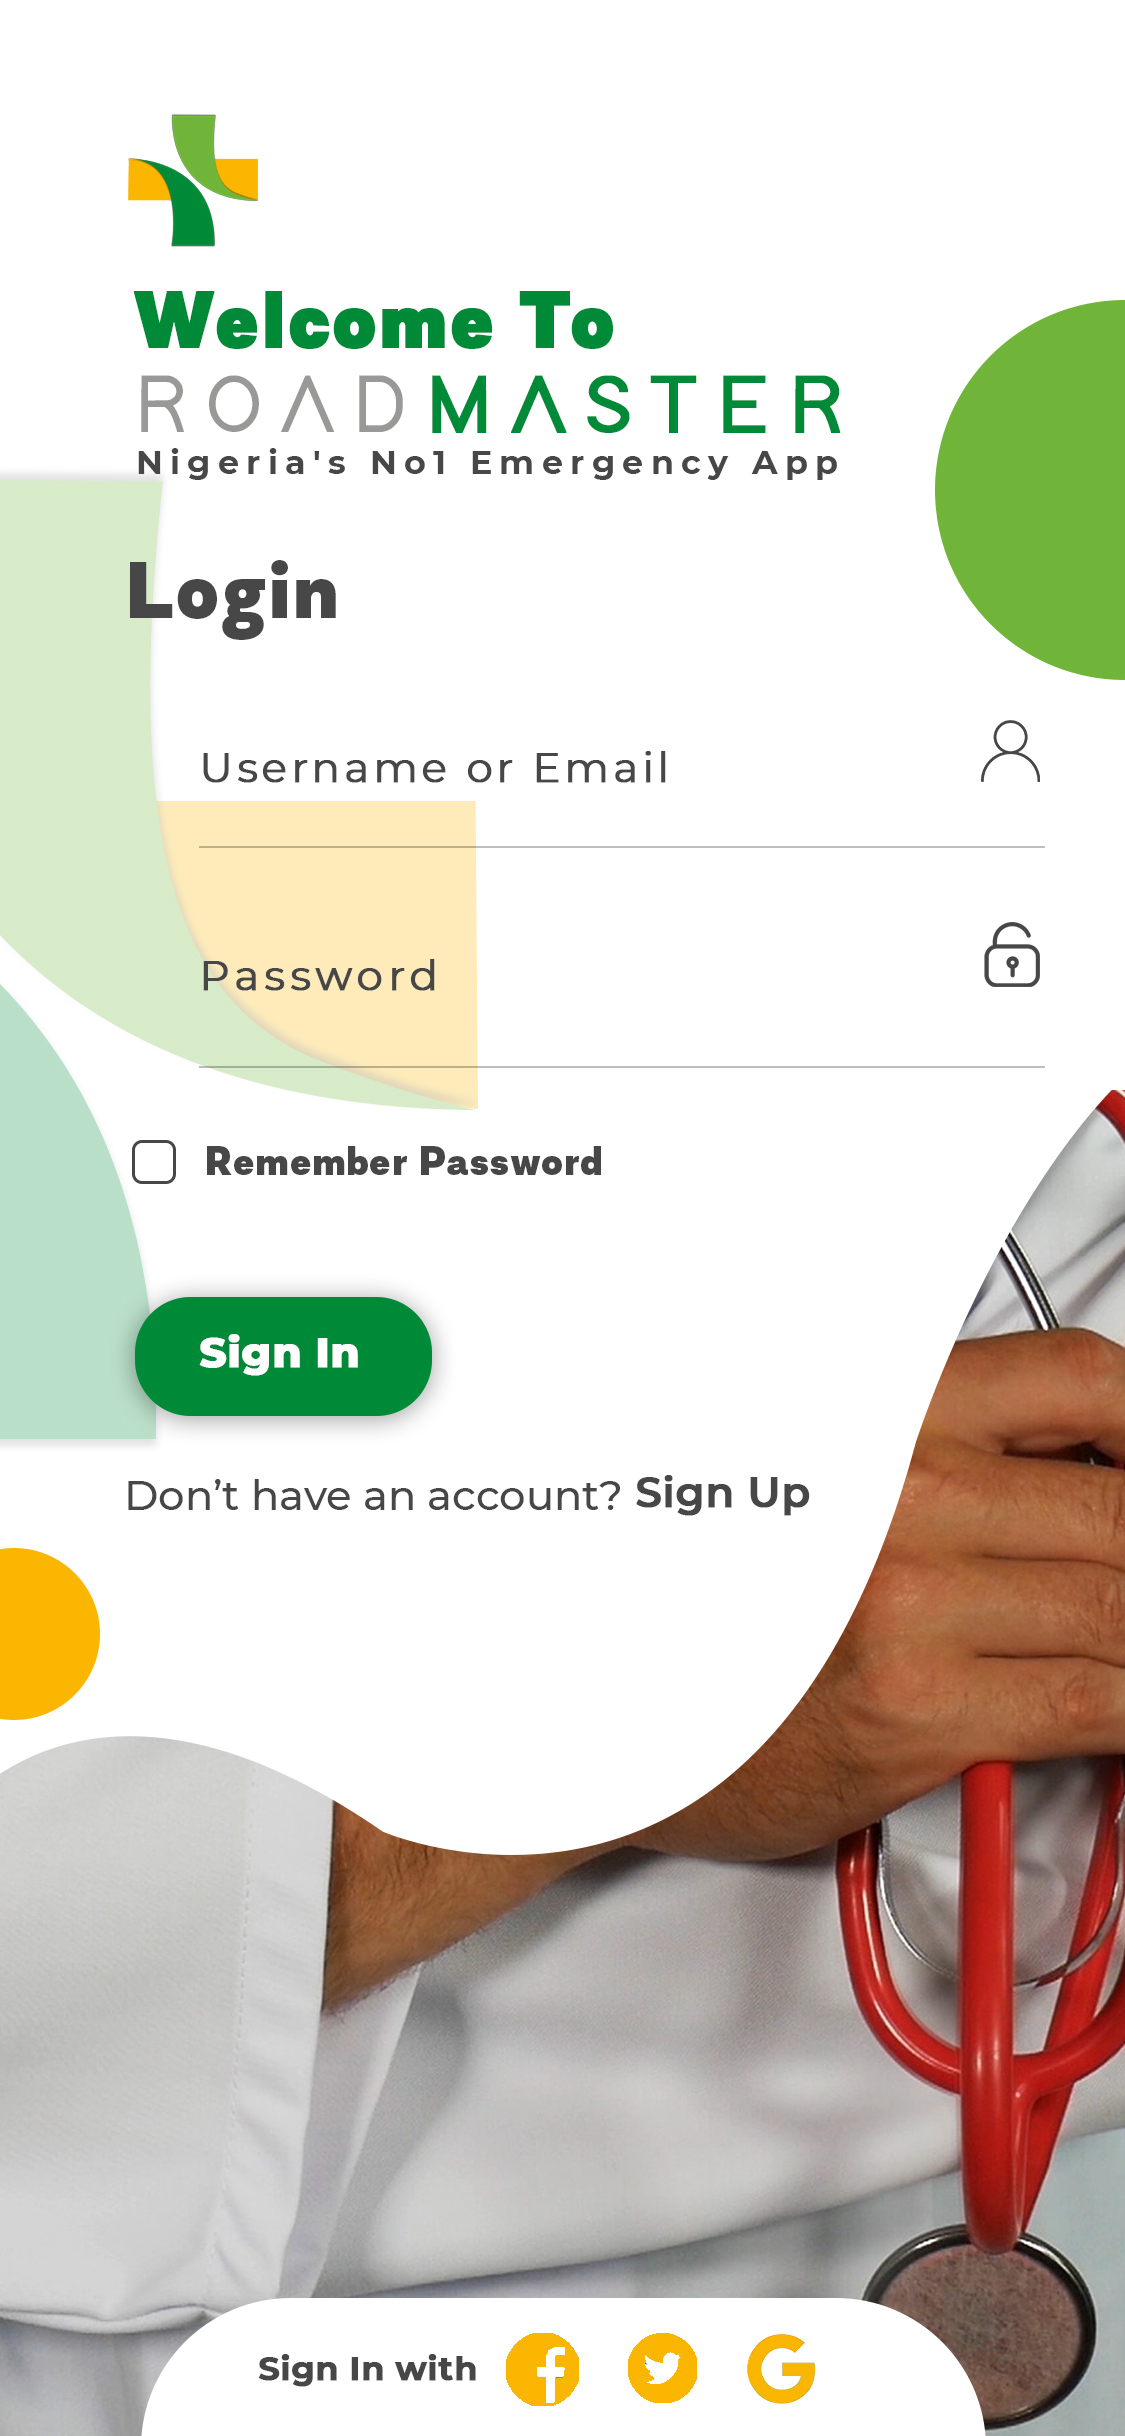 Welcome To
ROADMASTER
Nigeria's No1 Emergency App
Login
Username or Email
Password
Remember Password
Sign In
Don’t have an account? Sign Up
Sign In with